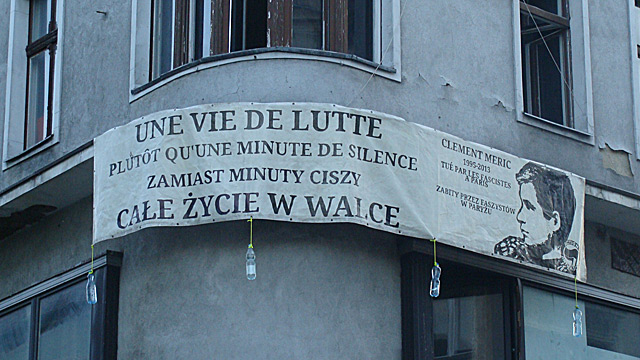 UNE VIE DE LUTTE
PLUTÔT QU'UNE MINUTE DE SILENCE
ZAMIAST MINUTY CISZY
CAŁE ŻYCIE W WALCE
CLEMENT MERIC
1995-2013
TUÉ PAR LES FASCISTES
A PARIS
ZABITY PRZEZ FASZYSTÓW
W PARYŻU